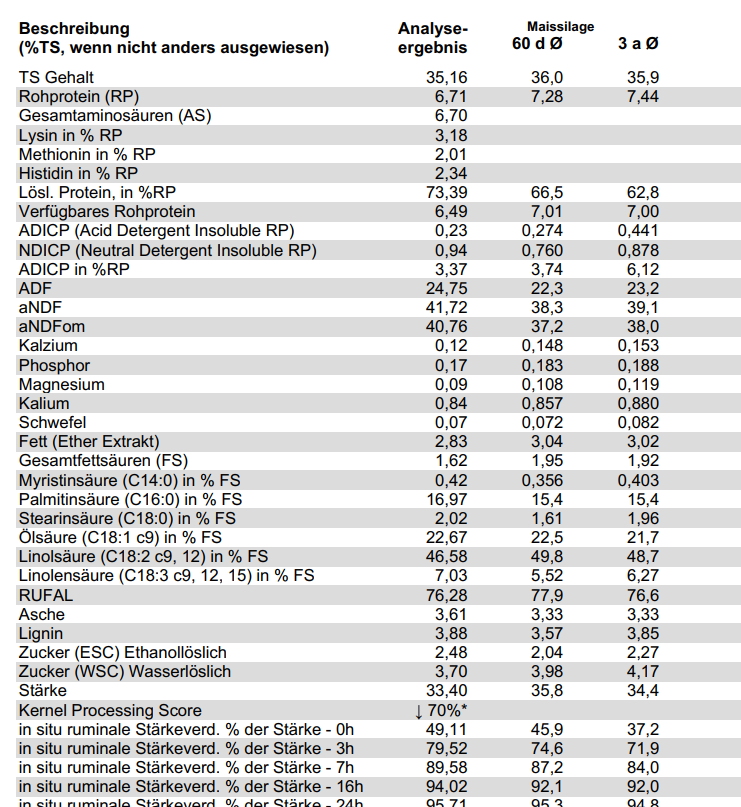 Beschreibung Analyse- Maissilage
(%TS, wenn nicht anders ausgewiesen) ergebnis 60 d Ø 3 a Ø
TS Gehalt 35,16 36,0 35,9
Rohprotein (RP) 6,71 7,28 7,44
Gesamtaminosäuren (AS) 6,70
Lysin in % RP 3,18
Methionin in % RP 2,01
Histidin in % RP 2,34
Lösl. Protein, in %RP 73,39 66,5 62,8
Verfügbares Rohprotein 6,49 7,01 7,00
ADICP (Acid Detergent Insoluble RP) 0,23 0,274 0,441
NDICP (Neutral Detergent Insoluble RP) 0,94 0,760 0,878
ADICP in %RP 3,37 3,74 6,12
ADF 24,75 22,3 23,2
aNDF 41,72 38,3 39,1
aNDFom 40,76 37,2 38,0
Kalzium 0,12 0,148 0,153
Phosphor 0,17 0,183 0,188
Magnesium 0,09 0,108 0,119
Kalium 0,84 0,857 0,880
Schwefel 0,07 0,072 0,082
Fett (Ether Extrakt) 2,83 3,04 3,02
Gesamtfettsäuren (FS) 1,62 1,95 1,92
Myristinsäure (C14:0) in % FS 0,42 0,356 0,403
Palmitinsäure (C16:0) in % FS 16,97 15,4 15,4
Stearinsäure (C18:0) in % FS 2,02 1,61 1,96
Ölsäure (C18:1 c9) in % FS 22,67 22,5 21,7
Linolsäure (C18:2 c9, 12) in % FS 46,58 49,8 48,7
Linolensäure (C18:3 c9, 12, 15) in % FS 7,03 5,52 6,27
RUFAL 76,28 77,9 76,6
Asche 3,61 3,33 3,33
Lignin 3,88 3,57 3,85
Zucker (ESC) Ethanollöslich 2,48 2,04 2,27
Zucker (WSC) Wasserlöslich 3,70 3,98 4,17
Stärke 33,40 35,8 34,4
Kernel Processing Score ↓ 70%*
in situ ruminale Stärkeverd. % der Stärke - 0h 49,11 45,9 37,2
in situ ruminale Stärkeverd. % der Stärke - 3h 79,52 74,6 71,9
in situ ruminale Stärkeverd. % der Stärke - 7h 89,58 87,2 84,0
in situ ruminale Stärkeverd. % der Stärke - 16h 94,02 92,1 92,0
in situ ruminale Stärkeverd. % der Stärke - 24h 95,71 95,3 94,8